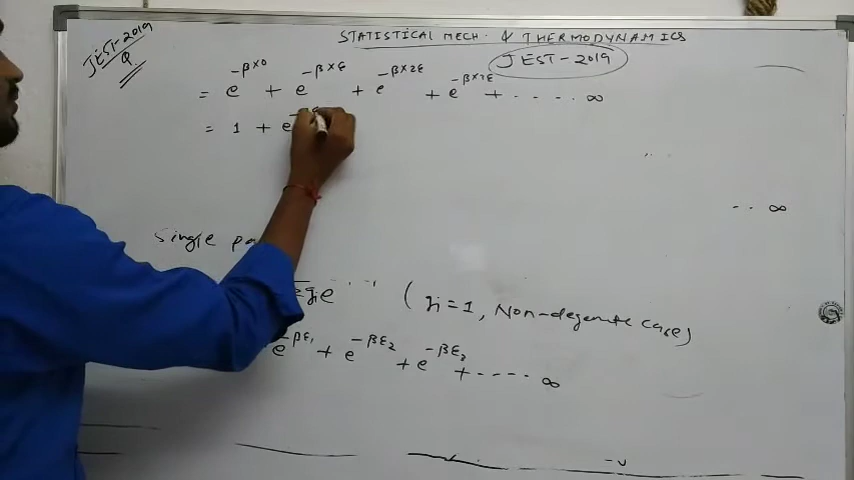 JEST-2019
Q.
STATISTICAL MECH. & THERMODYNAMICS
JEST-2019
= e^{-β×0} + e^{-β×ε} + e^{-β×2ε} + e^{-β×3ε} + ..... ∞
= 1 + e
.. ∞
Single
g_i e (g_i = 1, Non-degenerate case)
e^{-βε_1} + e^{-βε_2} + e^{-βε_3} + ..... ∞